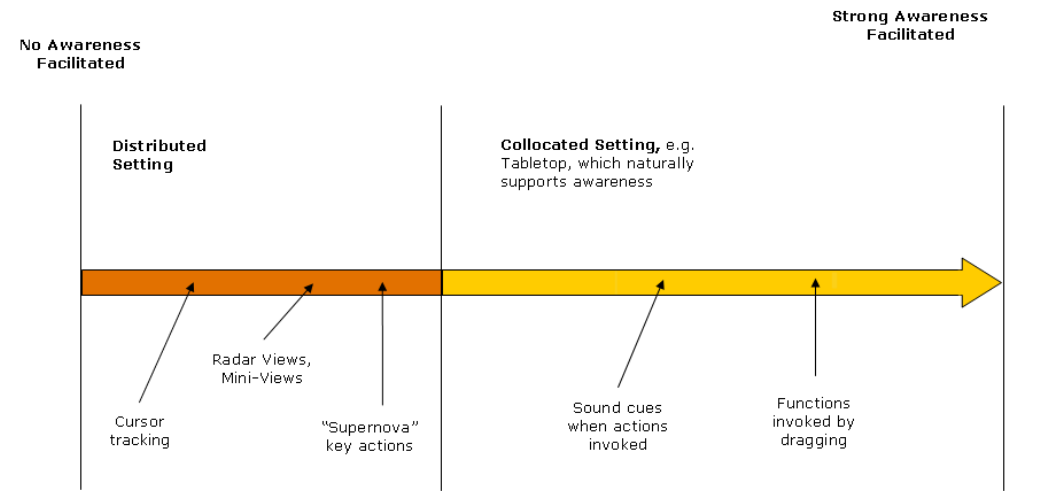 Strong Awareness
Facilitated
No Awareness
Facilitated
Distributed
Setting
Collocated Setting, e.g.
Tabletop, which naturally
supports awareness
Radar Views,
Mini-Views
Cursor
tracking
“Supernova”
key actions
Sound cues
when actions
invoked
Functions
invoked by
dragging